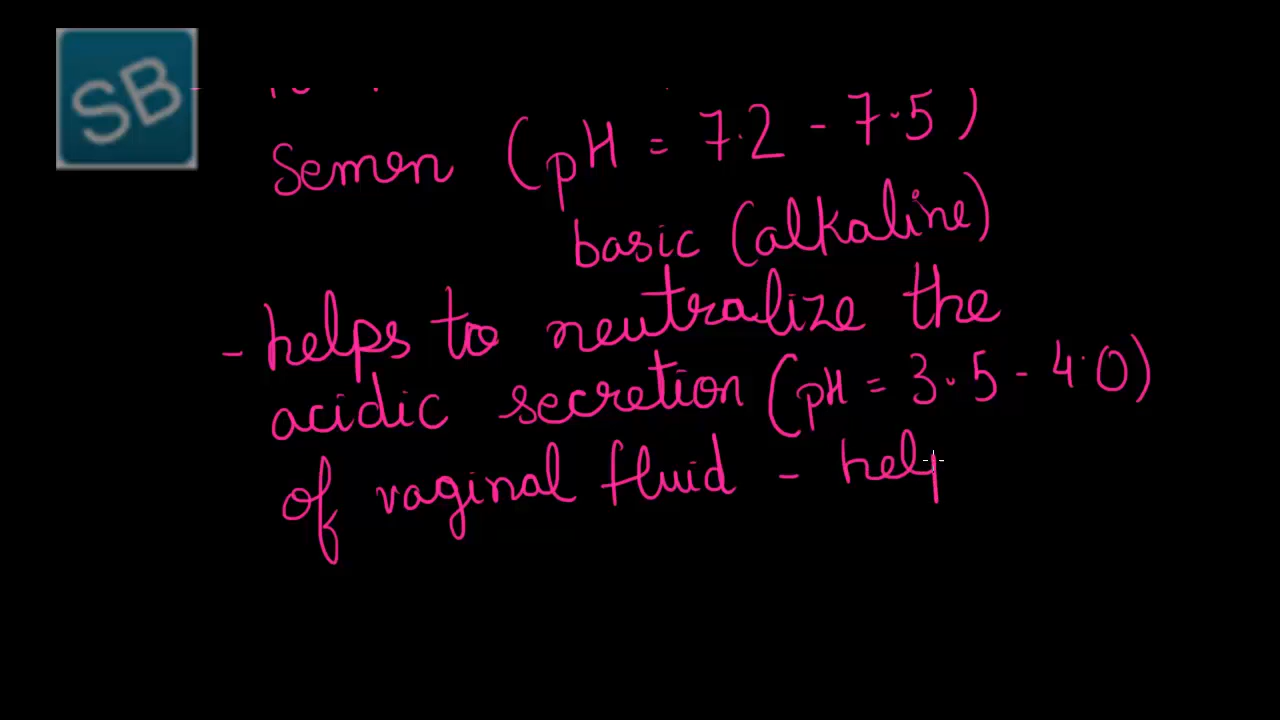 SB
Semen (pH = 7.2 - 7.5)
basic (alkaline)
- helps to neutralize the
acidic secretion (pH = 3.5 - 4.0)
of vaginal fluid - help